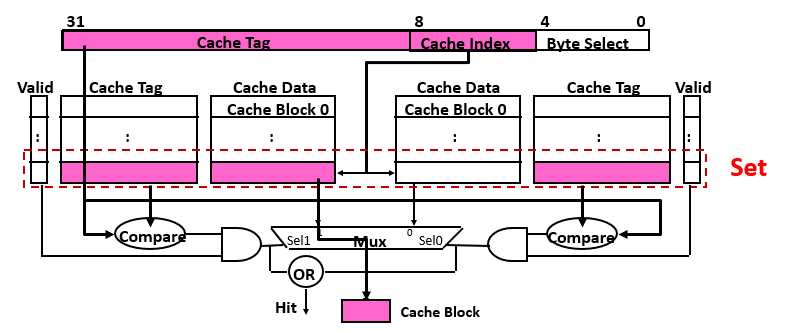 31 8 4 0
Cache Tag Cache Index Byte Select
Valid Cache Tag Cache Data Cache Data Cache Tag Valid
Cache Block 0 Cache Block 0
: : : : : :
Set
Compare Sel1 1 Mux 0 Sel0 Compare
OR
Hit
Cache Block